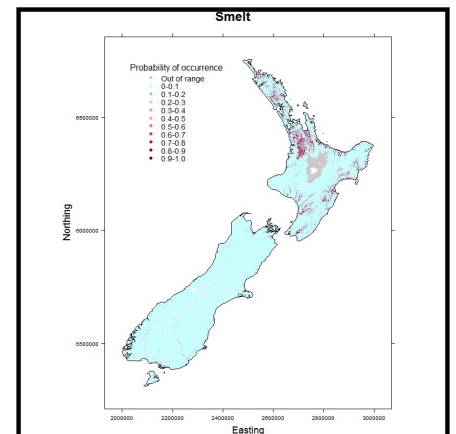 Smelt
Probability of occurrence
Out of range
0-0.1
0.1-0.2
0.2-0.3
0.3-0.4
0.4-0.5
0.5-0.6
0.6-0.7
0.7-0.8
0.8-0.9
0.9-1.0
Northing
6500000
6000000
5500000
2000000 2200000 2400000 2600000 2800000 3000000
Easting